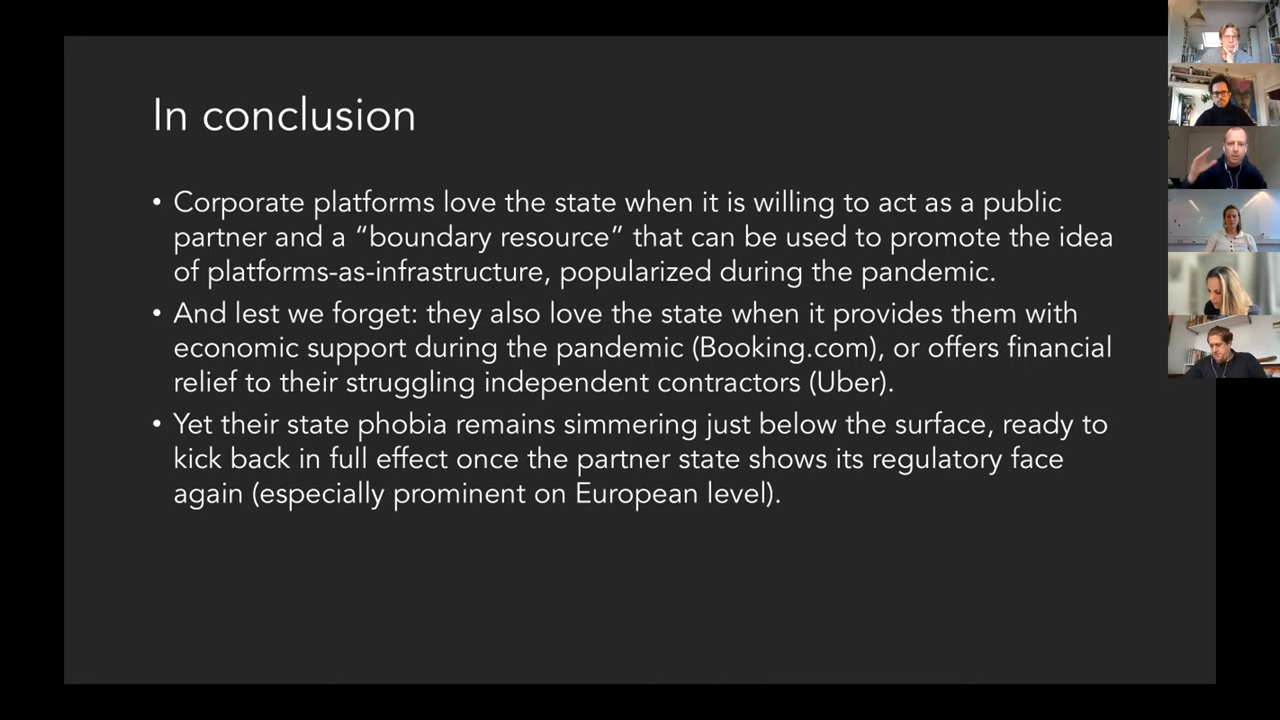 In conclusion
• Corporate platforms love the state when it is willing to act as a public
partner and a “boundary resource” that can be used to promote the idea
of platforms-as-infrastructure, popularized during the pandemic.
• And lest we forget: they also love the state when it provides them with
economic support during the pandemic (Booking.com), or offers financial
relief to their struggling independent contractors (Uber).
• Yet their state phobia remains simmering just below the surface, ready to
kick back in full effect once the partner state shows its regulatory face
again (especially prominent on European level).